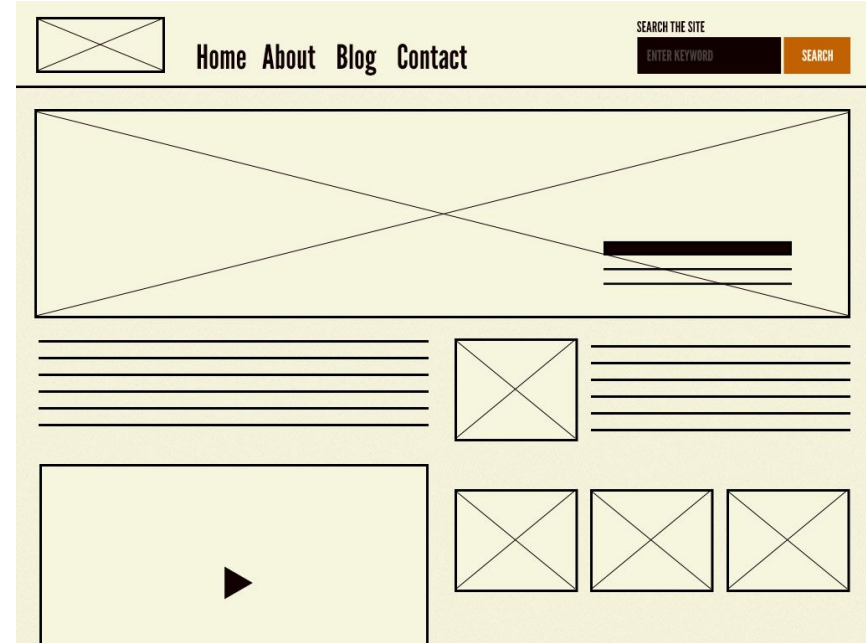 Home About Blog Contact
SEARCH THE SITE
ENTER KEYWORD
SEARCH